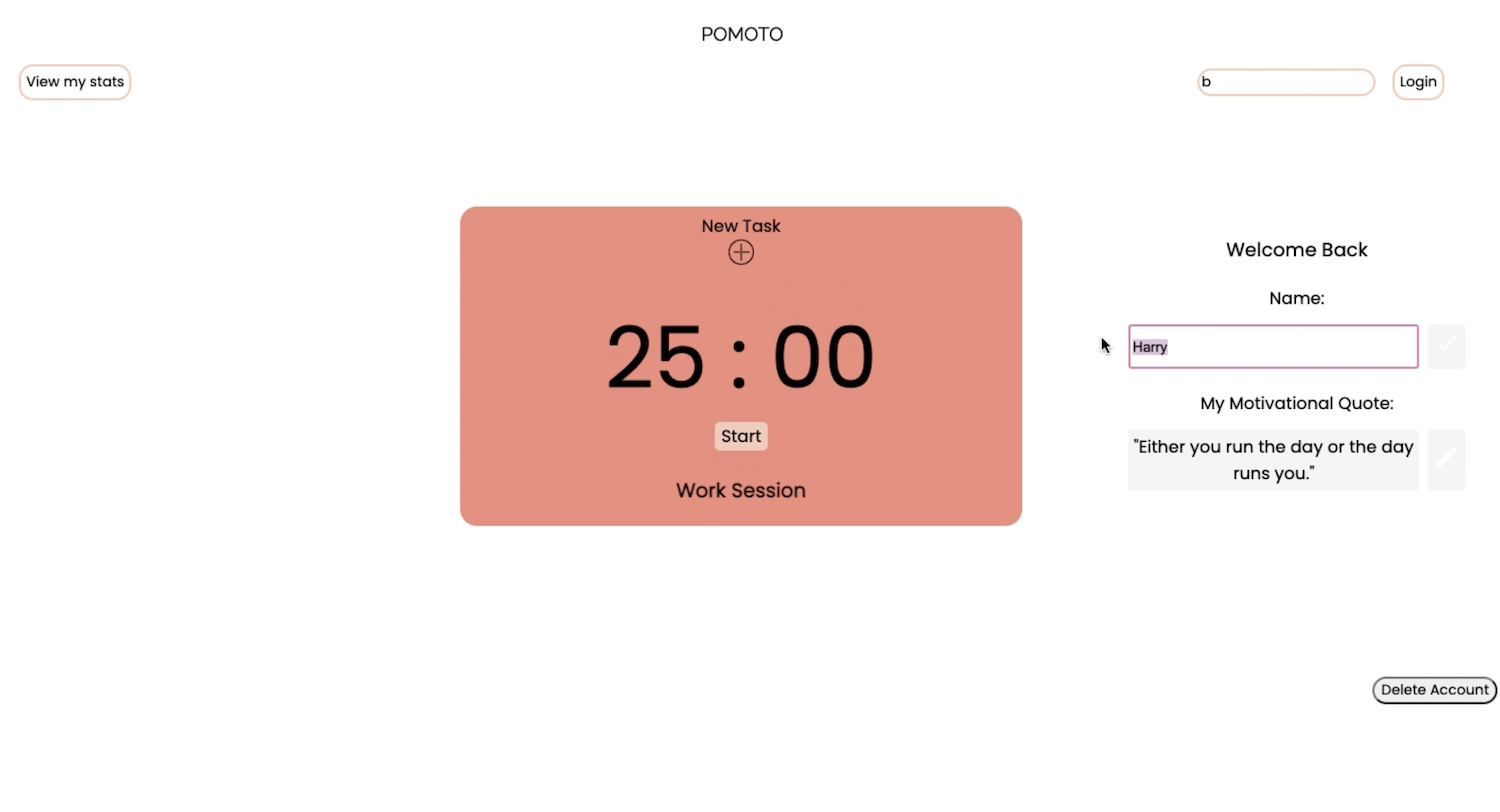 POMOTO
View my stats
b
Login
New Task
25 : 00
Start
Work Session
Welcome Back
Name:
Harry
My Motivational Quote:
"Either you run the day or the day
runs you."
Delete Account